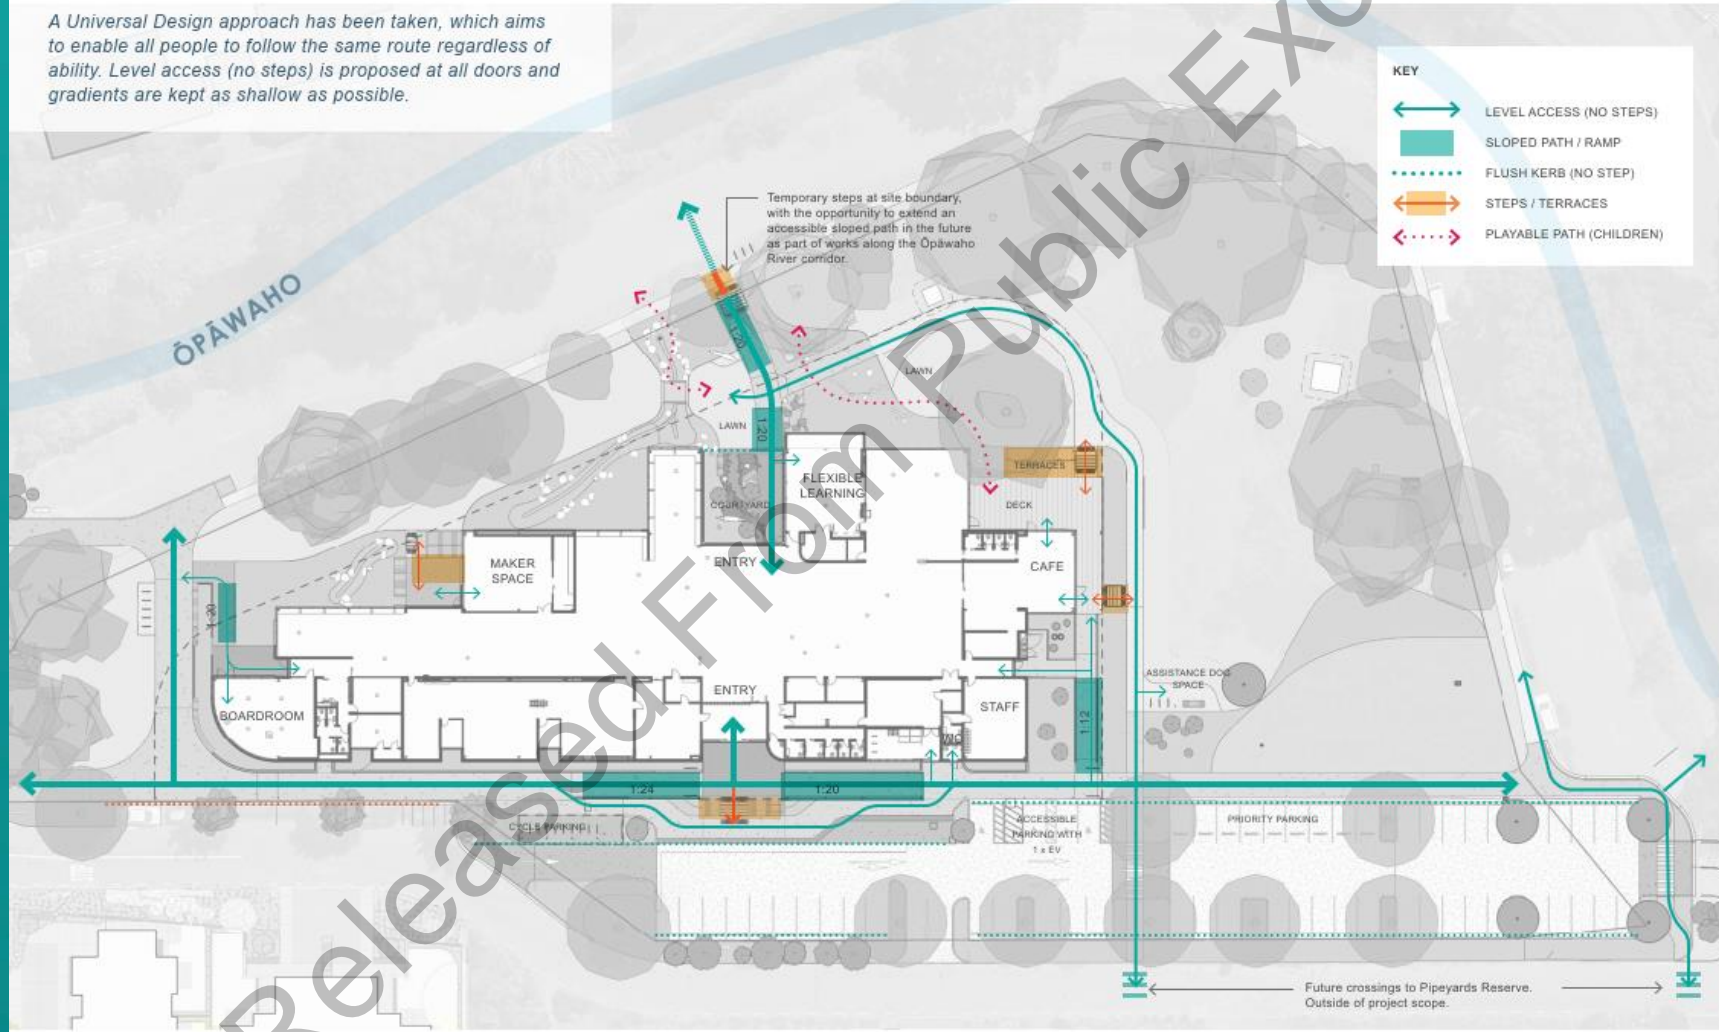 A Universal Design approach has been taken, which aims
to enable all people to follow the same route regardless of
ability. Level access (no steps) is proposed at all doors and
gradients are kept as shallow as possible.
KEY
LEVEL ACCESS (NO STEPS)
SLOPED PATH / RAMP
FLUSH KERB (NO STEP)
STEPS / TERRACES
PLAYABLE PATH (CHILDREN)
Temporary steps at site boundary,
with the opportunity to extend an
accessible sloped path in the future
as part of works along the Ōpāwaho
River corridor.
ŌPĀWAHO
1:20
LAWN
LAWN
1:20
TERRACES
FLEXIBLE
LEARNING
COURTYARD
DECK
ENTRY
MAKER
SPACE
CAFE
1:20
ASSISTANCE DOG
SPACE
ENTRY
BOARDROOM
STAFF
1:12
WC
1:24
1:20
CYCLE PARKING
ACCESSIBLE
PARKING WITH
1 x EV
PRIORITY PARKING
Future crossings to Pipeyards Reserve.
Outside of project scope.
Released From Public Exc